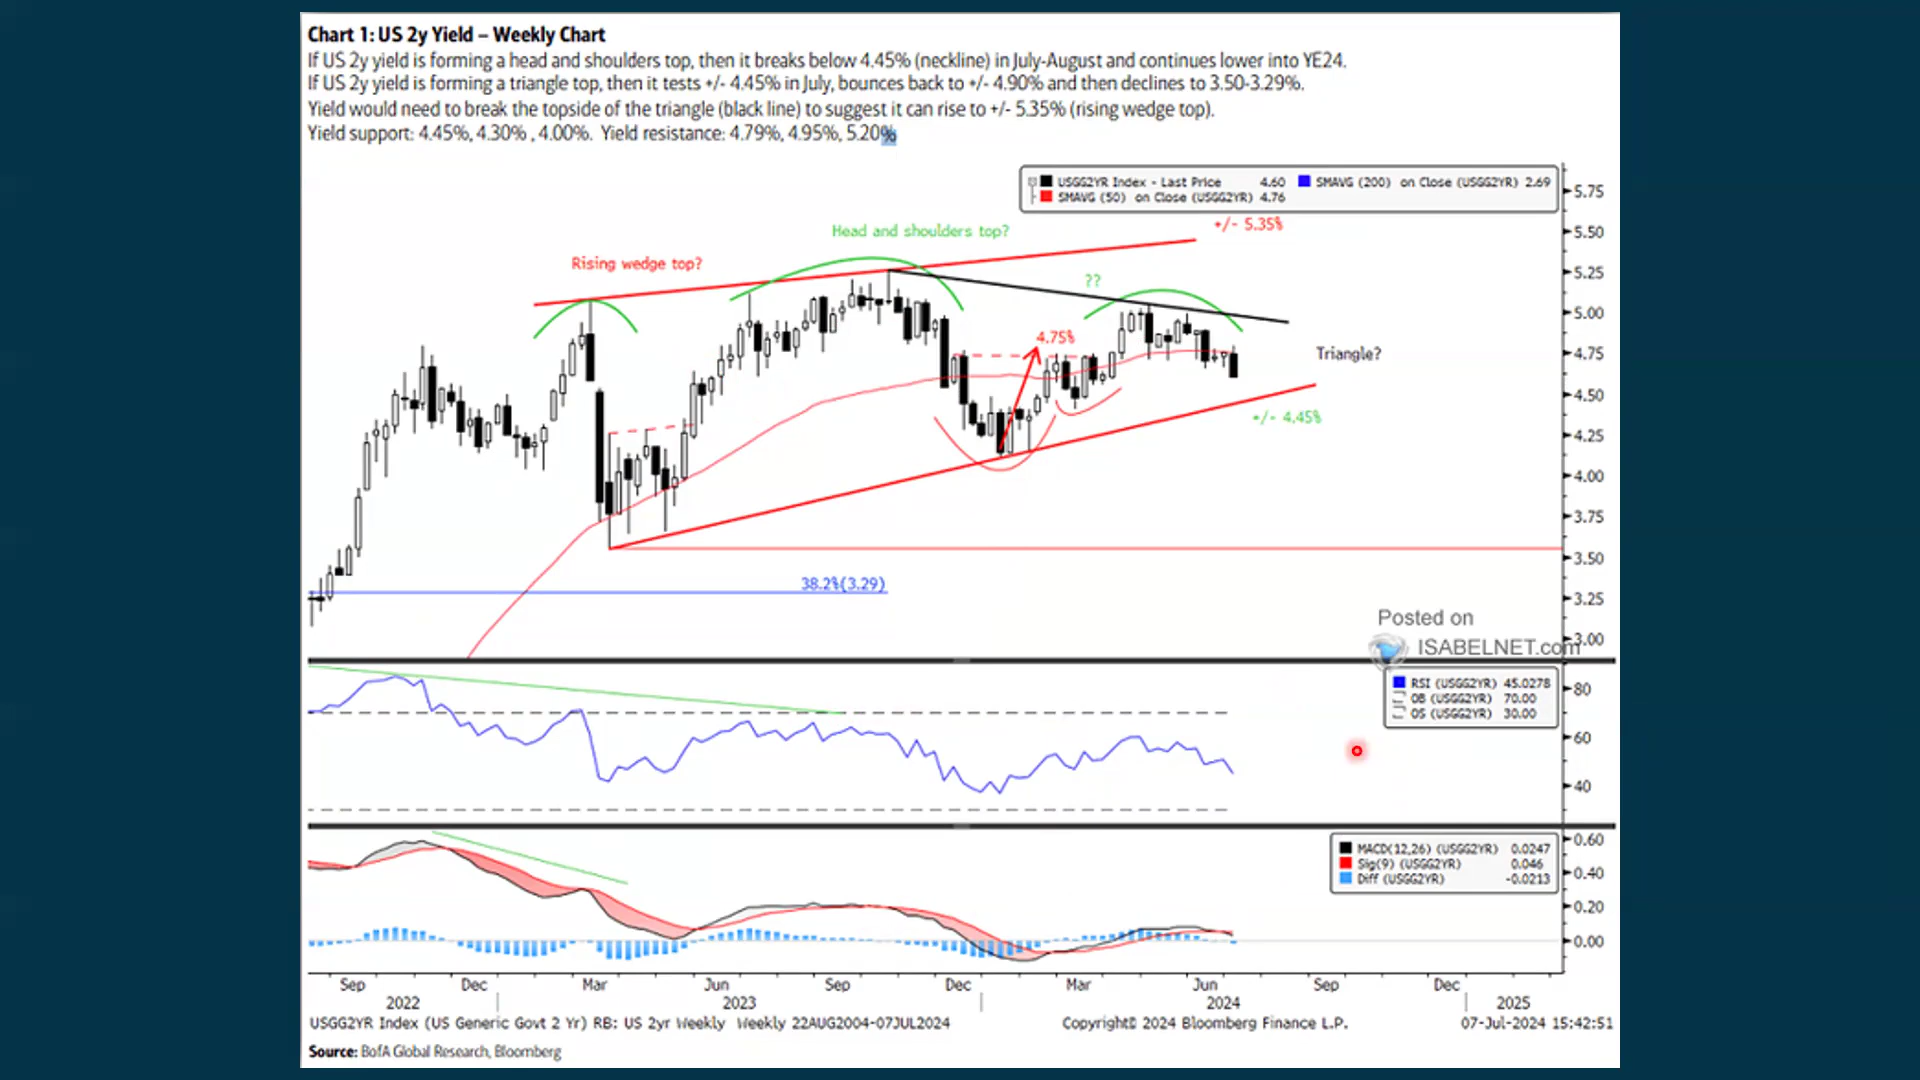 Chart 1: US 2y Yield – Weekly Chart
If US 2y yield is forming a head and shoulders top, then it breaks below 4.45% (neckline) in July-August and continues lower into YE24.
If US 2y yield is forming a triangle top, then it tests +/- 4.45% in July, bounces back to +/- 4.90% and then declines to 3.50-3.29%.
Yield would need to break the topside of the triangle (black line) to suggest it can rise to +/- 5.35% (rising wedge top).
Yield support: 4.45%, 4.30% , 4.00%. Yield resistance: 4.79%, 4.95%, 5.20%
USGG2YR Index - Last Price 4.60 SMAVG (200) on Close (USGG2YR) 2.69
SMAVG (50) on Close (USGG2YR) 4.76
+/- 5.35%
Head and shoulders top?
Rising wedge top?
??
4.75%
Triangle?
+/- 4.45%
38.2%(3.29)
5.75
5.50
5.25
5.00
4.75
4.50
4.25
4.00
3.75
3.50
3.25
3.00
Posted on
ISABELNET.com
RSI (USGG2YR) 45.0278
OB (USGG2YR) 70.00
OS (USGG2YR) 30.00
80
60
40
MACD(12,26) (USGG2YR) 0.0247
Sig(9) (USGG2YR) 0.046
Diff (USGG2YR) -0.0213
0.60
0.40
0.20
0.00
Sep Dec Mar Jun Sep Dec Mar Jun Sep Dec
2022 2023 2024 2025
USGG2YR Index (US Generic Govt 2 Yr) RB: US 2yr Weekly Weekly 22AUG2004-07JUL2024 Copyright© 2024 Bloomberg Finance L.P. 07-Jul-2024 15:42:51
Source: BofA Global Research, Bloomberg